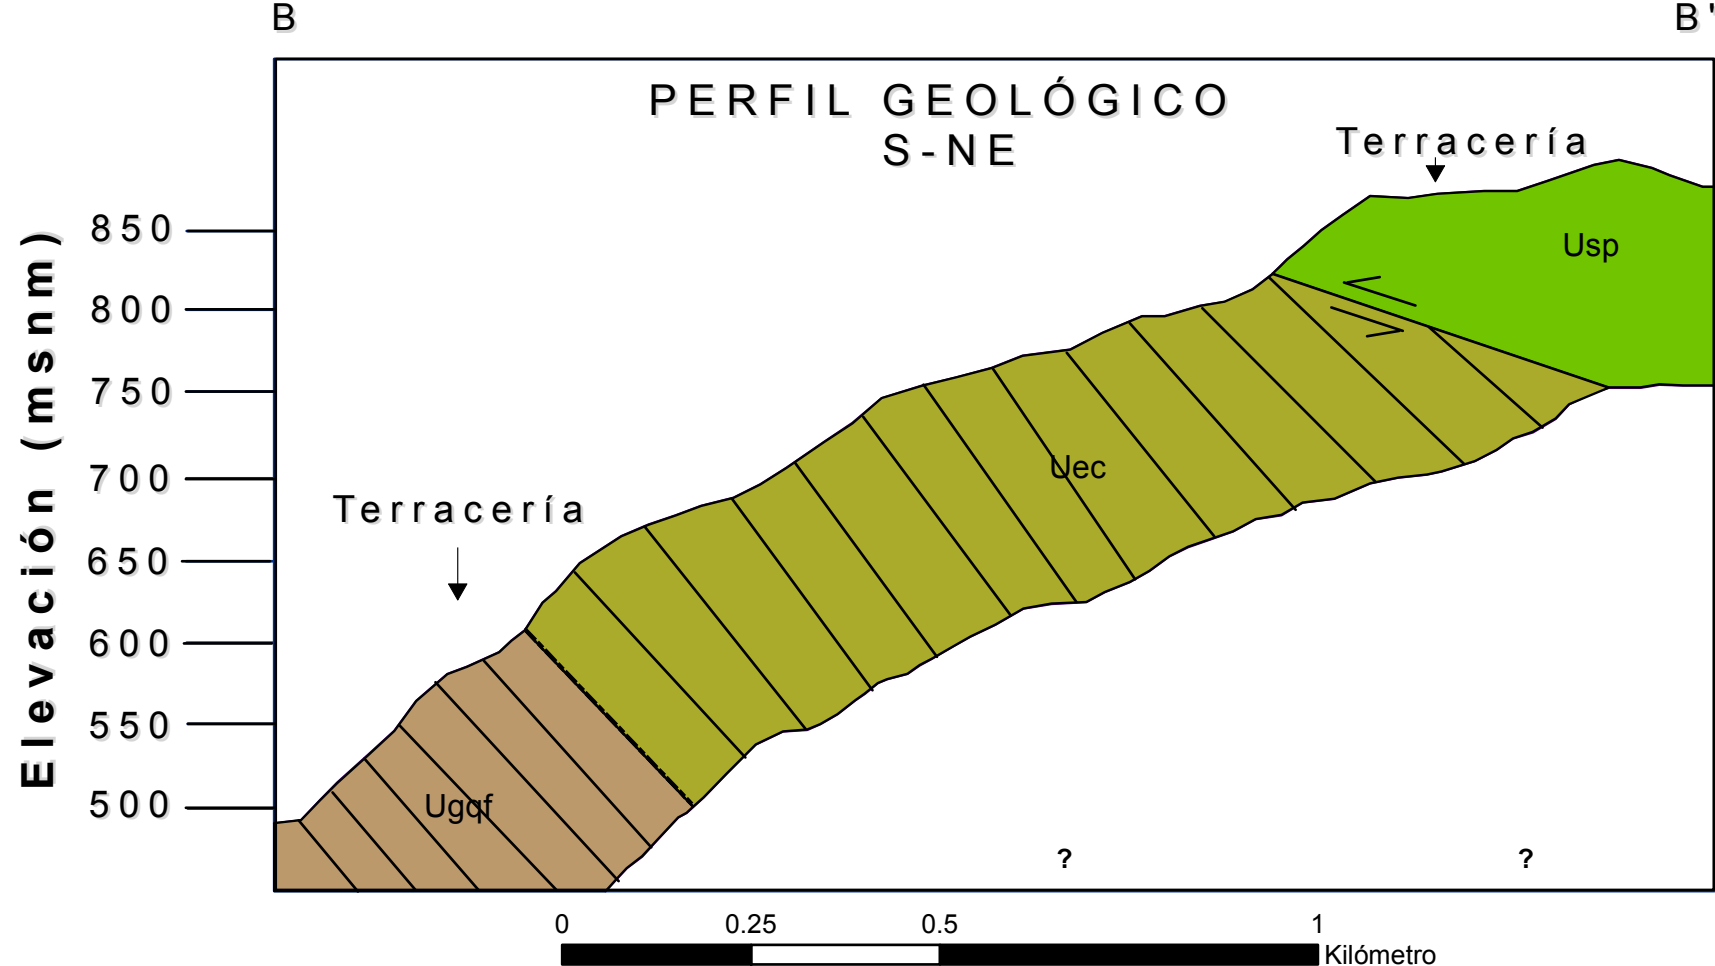 B
B'
PERFIL GEOLÓGICO
S-NE
Terracería
Usp
Elevación (msnm)
850
800
750
700
650
600
550
500
Uec
Terracería
Ugqf
?
?
0
0.25
0.5
1
Kilómetro